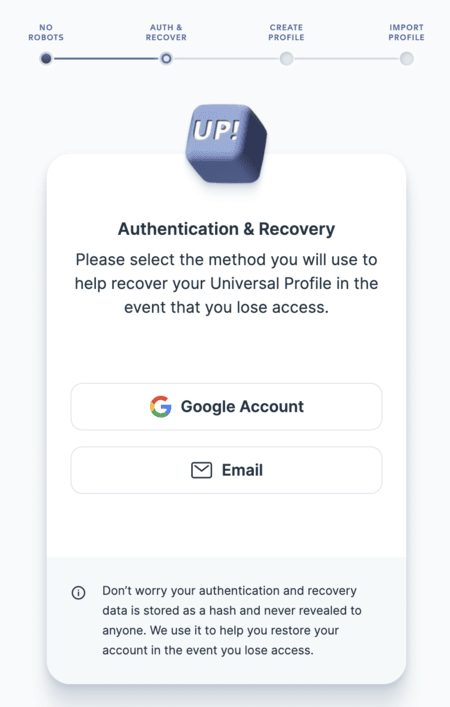 NO
ROBOTS
AUTH &
RECOVER
CREATE
PROFILE
IMPORT
PROFILE
UP!
Authentication & Recovery
Please select the method you will use to
help recover your Universal Profile in the
event that you lose access.
Google Account
Email
Don’t worry your authentication and recovery
data is stored as a hash and never revealed to
anyone. We use it to help you restore your
account in the event you lose access.